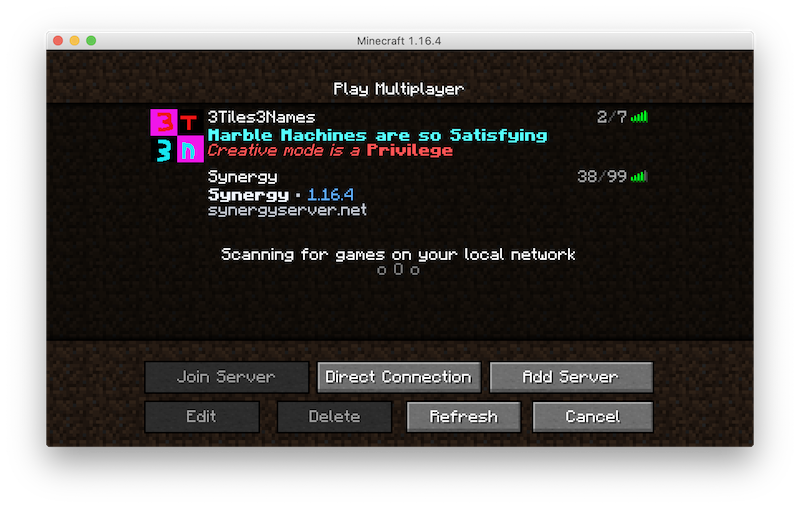 Minecraft 1.16.4
Play Multiplayer
3T
3n
3Tiles3Names 2/7
Marble Machines are so Satisfying
Creative mode is a Privilege
Synergy 38/99
Synergy • 1.16.4
synergyserver.net
Scanning for games on your local network
o O o
Join Server Direct Connection Add Server
Edit Delete Refresh Cancel